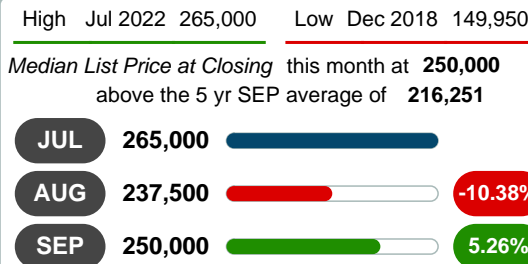 High Jul 2022 265,000 Low Dec 2018 149,950
Median List Price at Closing this month at 250,000
above the 5 yr SEP average of 216,251
JUL 265,000
AUG 237,500 -10.38%
SEP 250,000 5.26%